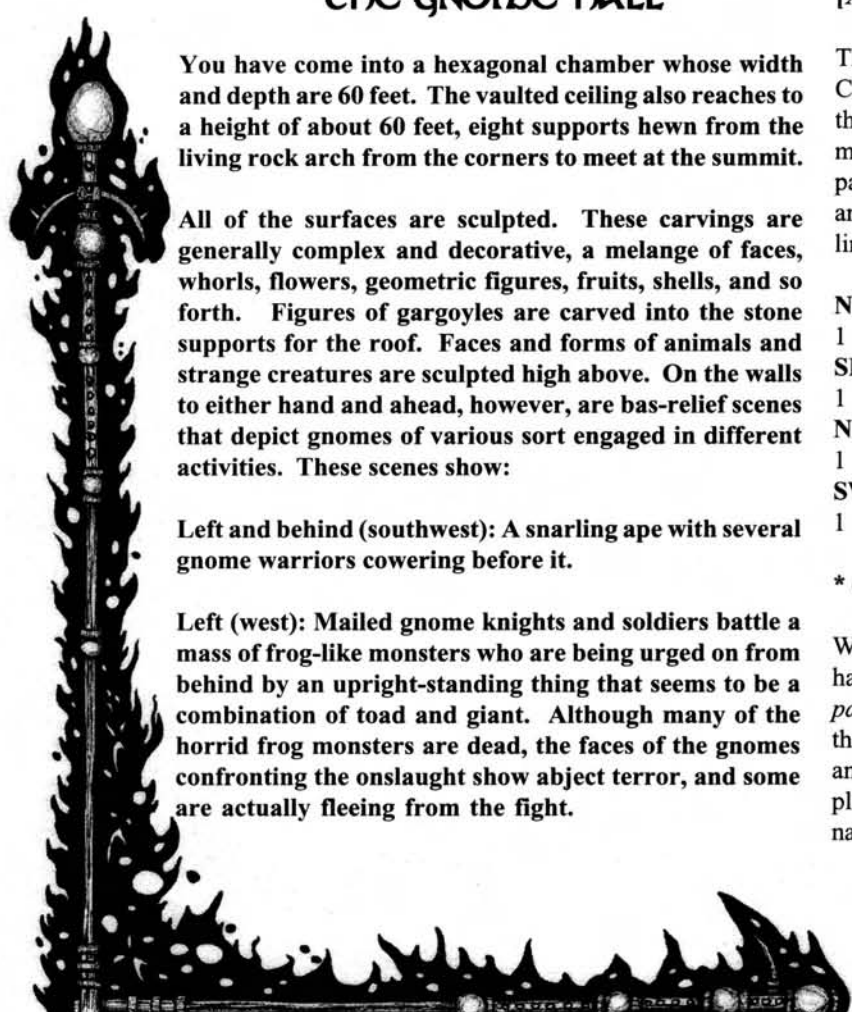 THE GNOME HALL
You have come into a hexagonal chamber whose width
and depth are 60 feet. The vaulted ceiling also reaches to
a height of about 60 feet, eight supports hewn from the
living rock arch from the corners to meet at the summit.
All of the surfaces are sculpted. These carvings are
generally complex and decorative, a melange of faces,
whorls, flowers, geometric figures, fruits, shells, and so
forth. Figures of gargoyles are carved into the stone
supports for the roof. Faces and forms of animals and
strange creatures are sculpted high above. On the walls
to either hand and ahead, however, are bas-relief scenes
that depict gnomes of various sort engaged in different
activities. These scenes show:
Left and behind (southwest): A snarling ape with several
gnome warriors cowering before it.
Left (west): Mailed gnome knights and soldiers battle a
mass of frog-like monsters who are being urged on from
behind by an upright-standing thing that seems to be a
combination of toad and giant. Although many of the
horrid frog monsters are dead, the faces of the gnomes
confronting the onslaught show abject terror, and some
are actually fleeing from the fight.
N
1
1
N
1
1
*